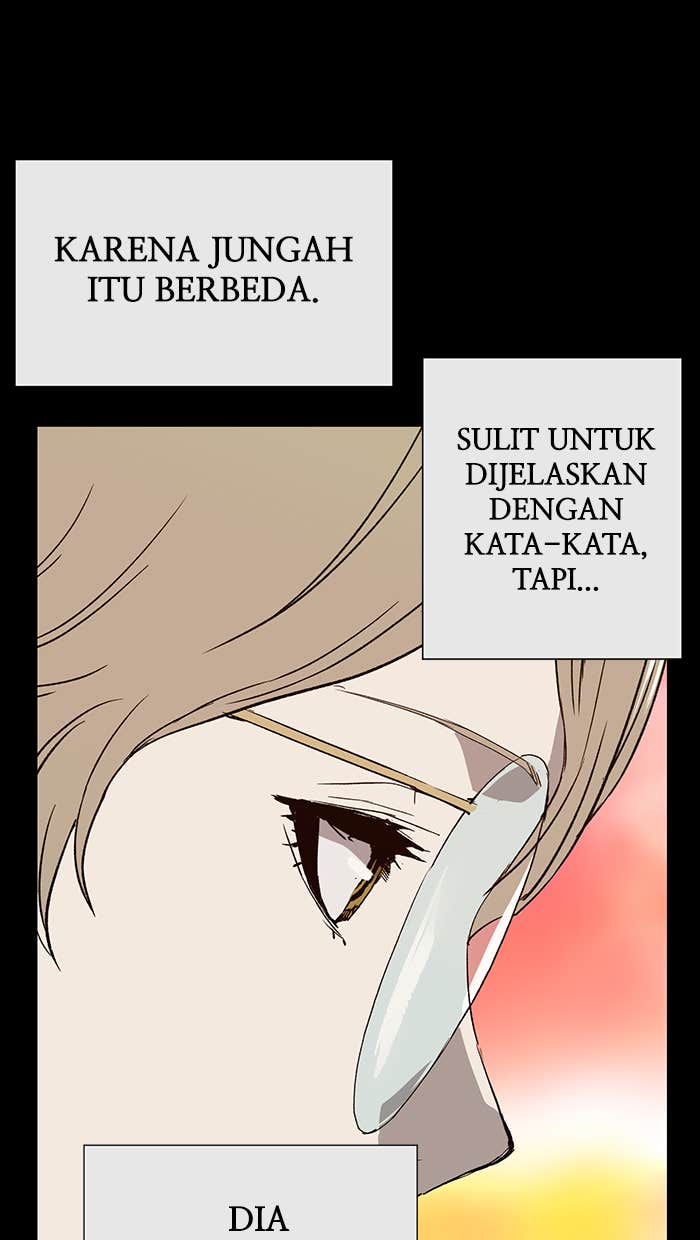 KARENA JUNGAH
ITU BERBEDA.
SULIT UNTUK
DIJELASKAN
DENGAN
KATA-KATA,
TAPI...
DIA